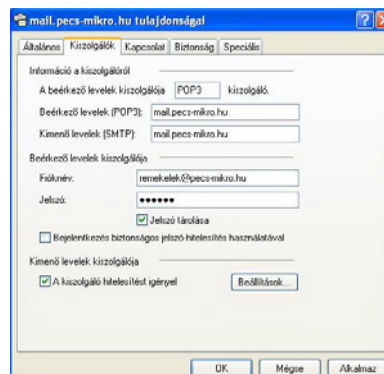 mail.pecs-mikro.hu tulajdonságai
Általános Kiszolgálók Kapcsolat Biztonság Speciális
Információ a kiszolgálóról
A beérkező levelek kiszolgálója POP3 kiszolgáló.
Beérkező levelek (POP3): mail.pecs-mikro.hu
Kimenő levelek (SMTP): mail.pecs-mikro.hu
Beérkező levelek kiszolgálója
Fióknév: remekelek@pecs-mikro.hu
Jelszó: ••••••
Jelszó tárolása
Bejelentkezés biztonságos jelszó hitelesítés használatával
Kimenő levelek kiszolgálója
A kiszolgáló hitelesítést igényel Beállítások...
OK Mégse Alkalmaz